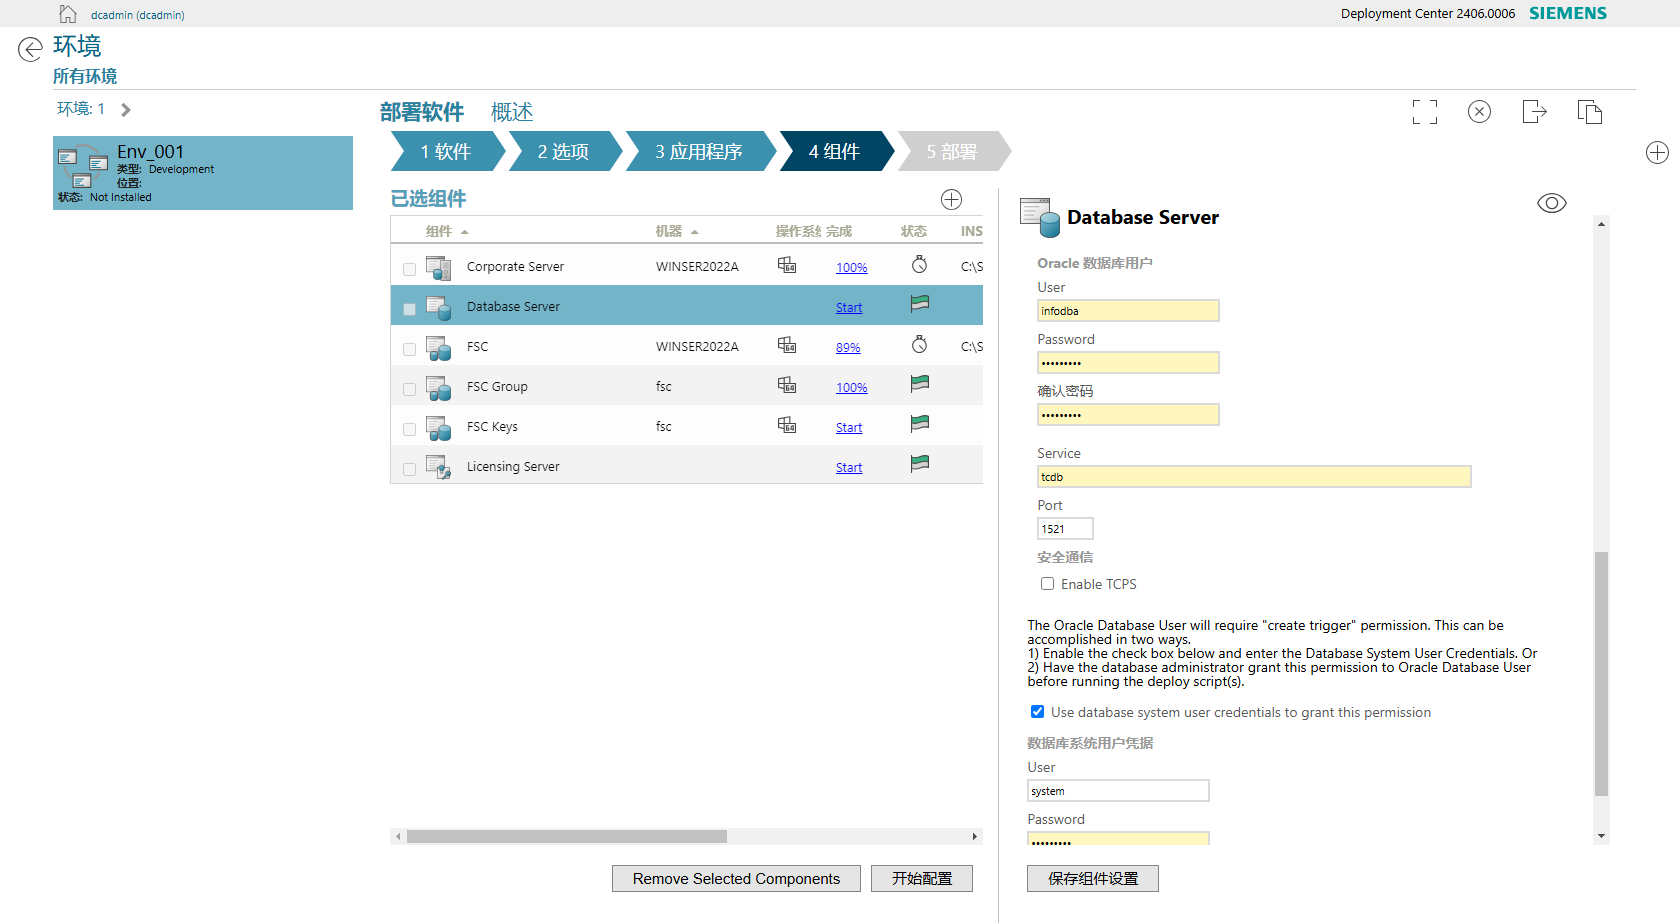 dcadmin (dcadmin)
Deployment Center 2406.0006 SIEMENS
环境
所有环境
环境: 1
Env_001
类型: Development
位置:
状态: Not Installed
部署软件 概述
1 软件 2 选项 3 应用程序 4 组件 5 部署
已选组件
组件 机器 操作系统 完成 状态 INS
Corporate Server WINSER2022A 64 100% C:\S
Database Server Start
FSC WINSER2022A 64 89% C:\S
FSC Group fsc 64 100%
FSC Keys fsc 64 Start
Licensing Server Start
Remove Selected Components 开始配置
Database Server
Oracle 数据库用户
User
infodba
Password
•••••••••
确认密码
•••••••••
Service
tcdb
Port
1521
安全通信
Enable TCPS
The Oracle Database User will require "create trigger" permission. This can be
accomplished in two ways.
1) Enable the check box below and enter the Database System User Credentials. Or
2) Have the database administrator grant this permission to Oracle Database User
before running the deploy script(s).
Use database system user credentials to grant this permission
数据库系统用户凭据
User
system
Password
•••••••••
保存组件设置